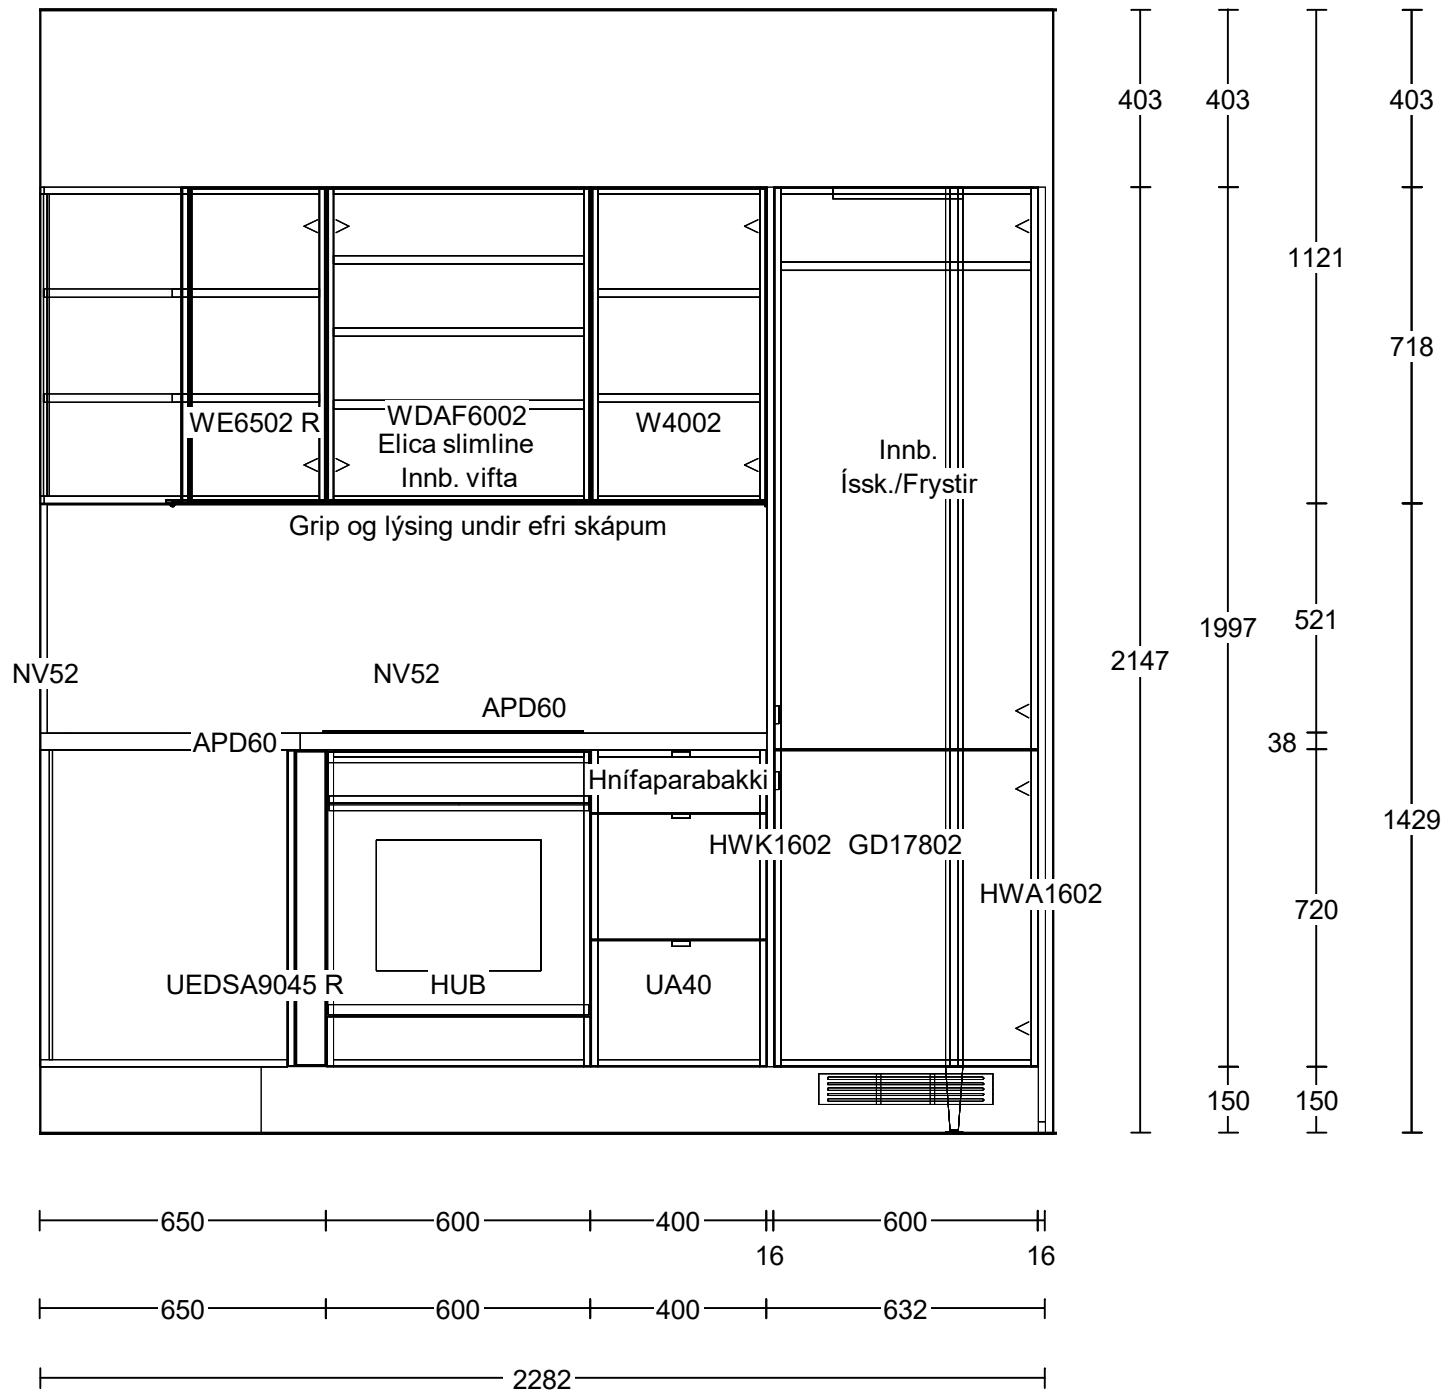 403
403
403
1121
718
WE6502 R
WDAF6002
Elica slimline
Innb. vifta
W4002
Innb.
Íssk./Frystir
Grip og lýsing undir efri skápum
NV52
NV52
APD60
APD60
2147
1997
521
38
Hnífaparabakki
HWK1602
GD17802
HWA1602
1429
720
UEDSA9045 R
HUB
UA40
150
150
650
600
400
600
16
16
650
600
400
632
2282